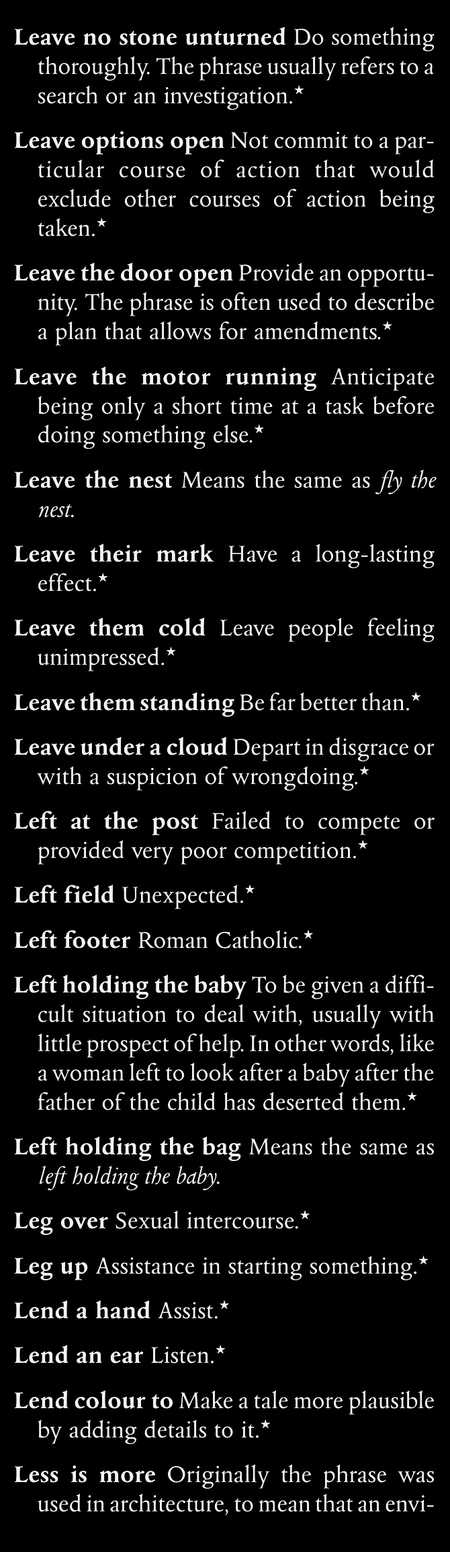 Leave no stone unturned Do something
thoroughly. The phrase usually refers to a
search or an investigation.★
Leave options open Not commit to a par-
ticular course of action that would
exclude other courses of action being
taken.★
Leave the door open Provide an opportu-
nity. The phrase is often used to describe
a plan that allows for amendments.★
Leave the motor running Anticipate
being only a short time at a task before
doing something else.★
Leave the nest Means the same as fly the
nest.
Leave their mark Have a long-lasting
effect.★
Leave them cold Leave people feeling
unimpressed.★
Leave them standing Be far better than.★
Leave under a cloud Depart in disgrace or
with a suspicion of wrongdoing.★
Left at the post Failed to compete or
provided very poor competition.★
Left field Unexpected.★
Left footer Roman Catholic.★
Left holding the baby To be given a diffi-
cult situation to deal with, usually with
little prospect of help. In other words, like
a woman left to look after a baby after the
father of the child has deserted them.★
Left holding the bag Means the same as
left holding the baby.
Leg over Sexual intercourse.★
Leg up Assistance in starting something.★
Lend a hand Assist.★
Lend an ear Listen.★
Lend colour to Make a tale more plausible
by adding details to it.★
Less is more Originally the phrase was
used in architecture, to mean that an envi-